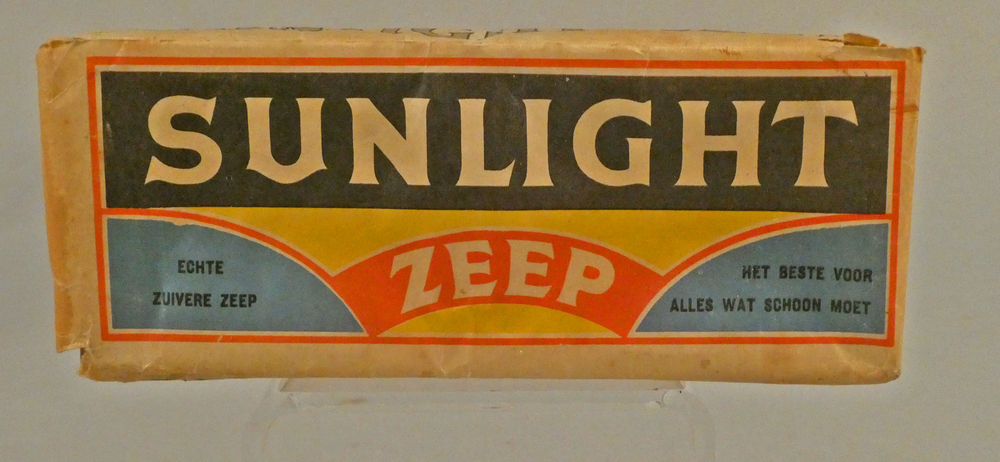 SUNLIGHT
ZEEP
ECHTE
ZUIVERE ZEEP
HET BESTE VOOR
ALLES WAT SCHOON MOET